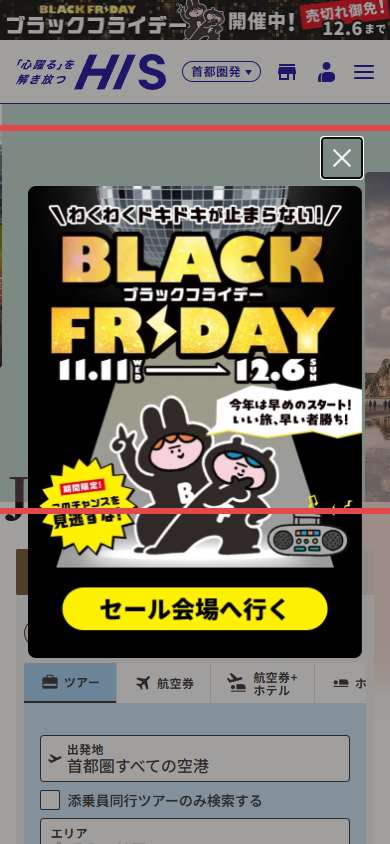 BLACK FRIDAY
ブラックフライデー
開催中!
売切れ御免!
12.6まで
「心躍る」を
解き放つ
HIS
首都圏発
わくわくドキドキが止まらない!
BLACK
ブラックフライデー
FRIDAY
11.11 WED
12.6 SUN
今年は早めのスタート!
いい旅、早い者勝ち!
期間限定!
このチャンスを
見逃すな!
B
F
セール会場へ行く
ツアー
航空券
航空券+
ホテル
ホ
出発地
首都圏すべての空港
添乗員同行ツアーのみ検索する
エリア